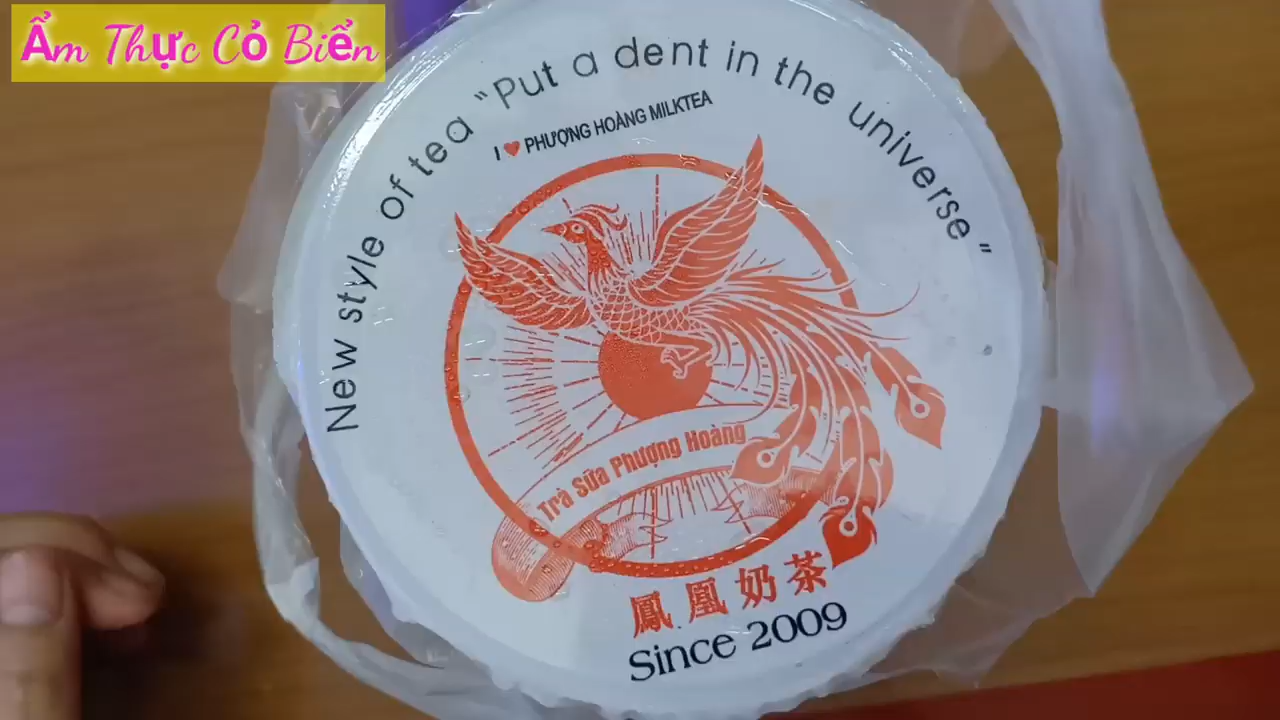 Ẩm Thực Cỏ Biển
New style of tea “Put a dent in the universe”
I ❤ PHƯỢNG HOÀNG MILKTEA
Trà Sữa Phượng Hoàng
鳳凰奶茶
Since 2009